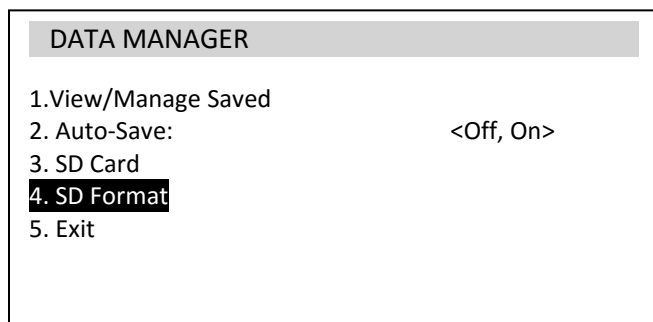 DATA MANAGER
1.View/Manage Saved
2. Auto-Save: <Off, On>
3. SD Card
4. SD Format
5. Exit